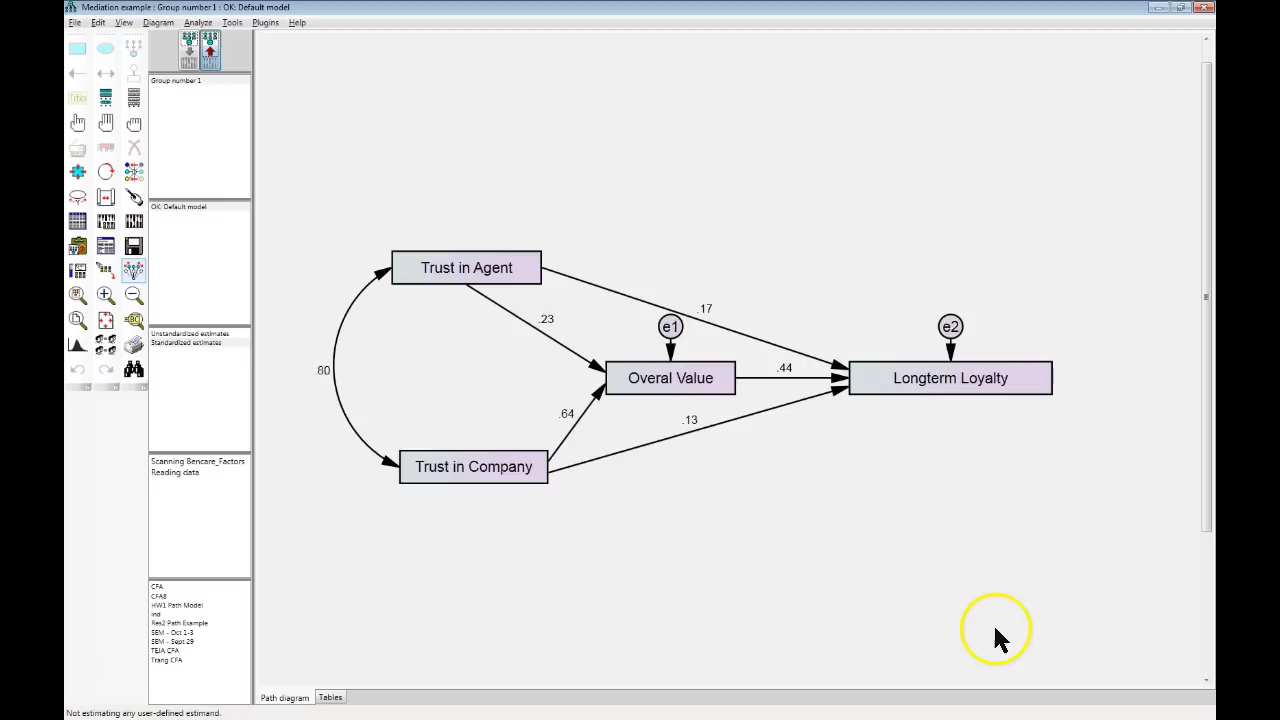 Mediation example : Group number 1 : OK: Default model
File Edit View Diagram Analyze Tools Plugins Help
Title
Group number 1
OK: Default model
Unstandardized estimates
Standardized estimates
Scanning Bencare_Factors
Reading data
CFA
CFA8
HW1 Path Model
ind
Res2 Path Example
SEM - Oct 1-3
SEM - Sept 29
TEJA CFA
Trang CFA
Trust in Agent
.17
.23
e1
e2
.80
Overal Value
.44
Longterm Loyalty
.64
.13
Trust in Company
Path diagram Tables
Not estimating any user-defined estimand.